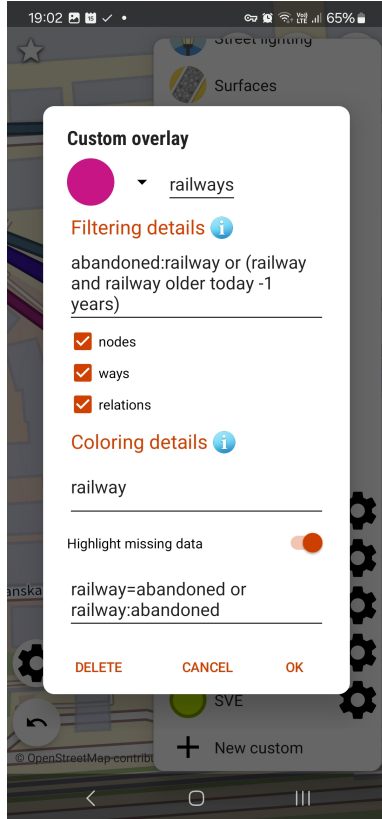 19:02
65%
Street lighting
Surfaces
Custom overlay
railways
Filtering details
abandoned:railway or (railway
and railway older today -1
years)
nodes
ways
relations
Coloring details
railway
Highlight missing data
anska
railway=abandoned or
railway:abandoned
DELETE CANCEL OK
SVE
New custom
© OpenStreetMap contrib